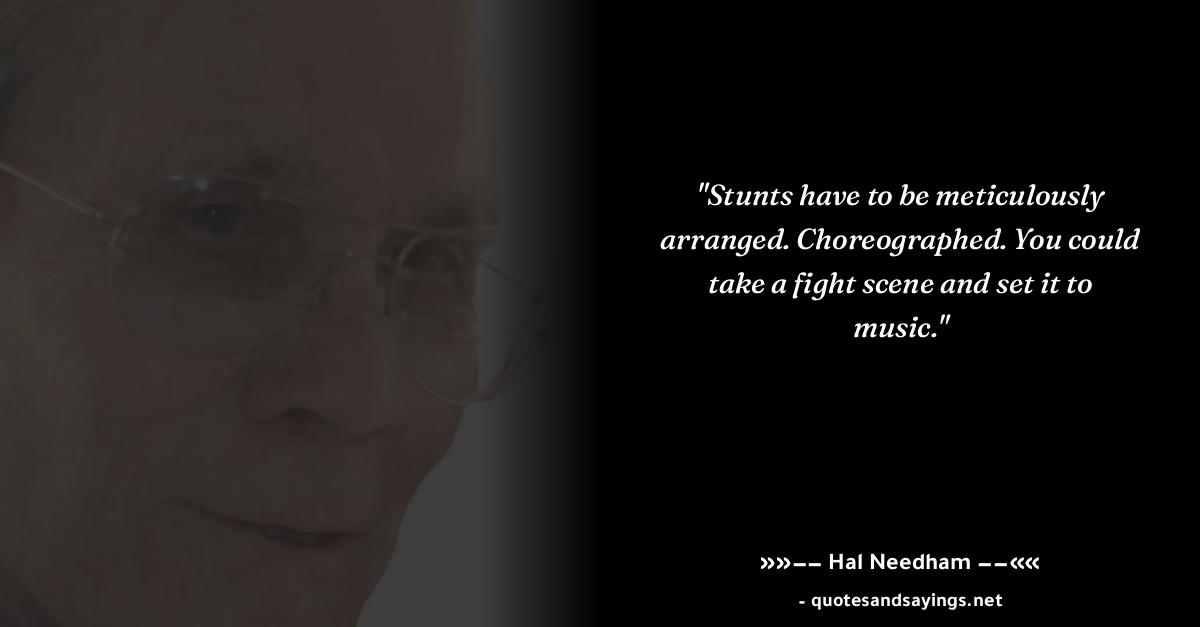 "Stunts have to be meticulously
arranged. Choreographed. You could
take a fight scene and set it to
music."
»»−− Hal Needham −−««
- quotesandsayings.net